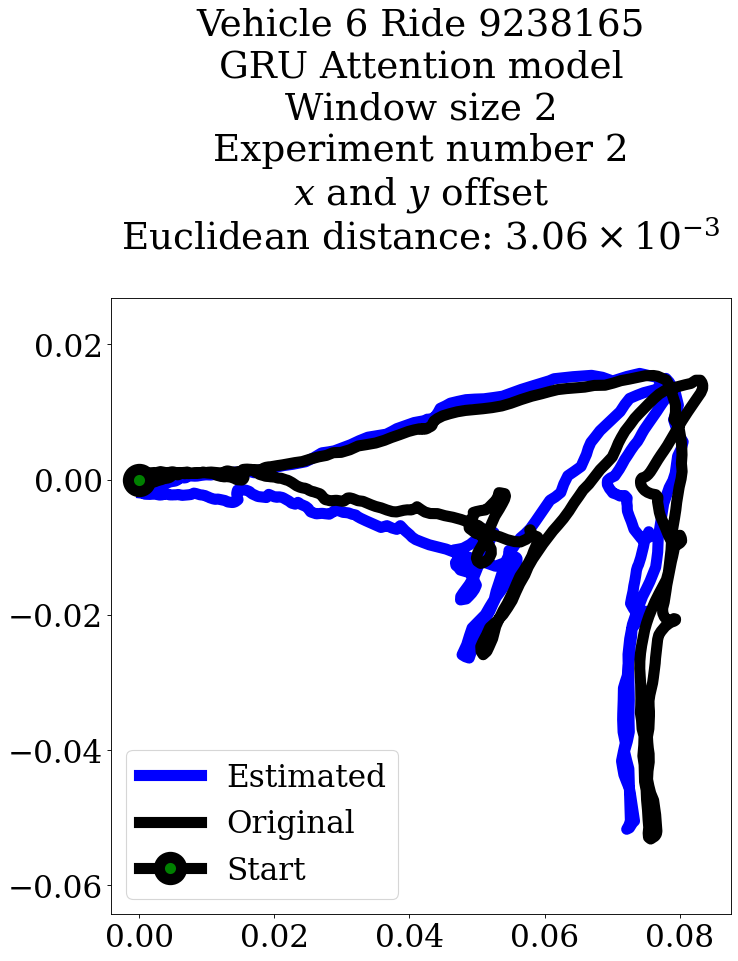 Vehicle 6 Ride 9238165
GRU Attention model
Window size 2
Experiment number 2
x and y offset
Euclidean distance: 3.06 × 10⁻³
0.02
0.00
−0.02
−0.04
−0.06
Estimated
Original
Start
0.00 0.02 0.04 0.06 0.08